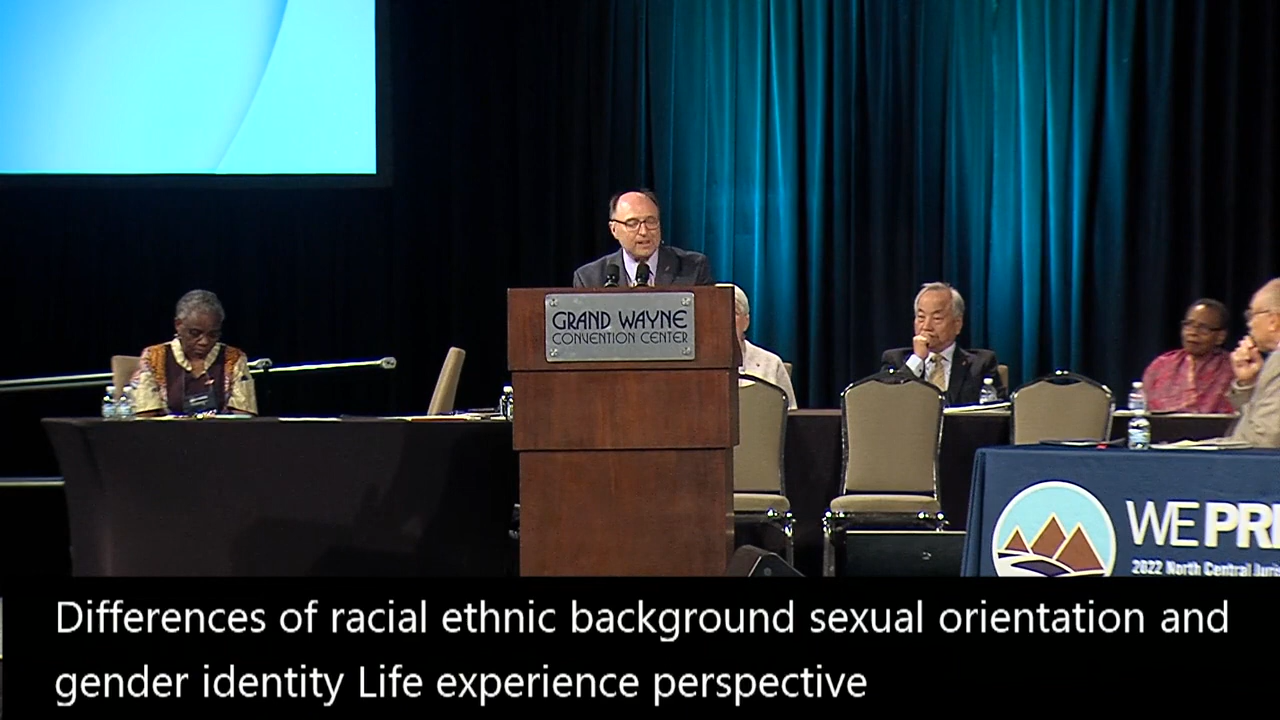 GRAND WAYNE
CONVENTION CENTER
WE PRE
2022 North Central Juris
Differences of racial ethnic background sexual orientation and
gender identity Life experience perspective